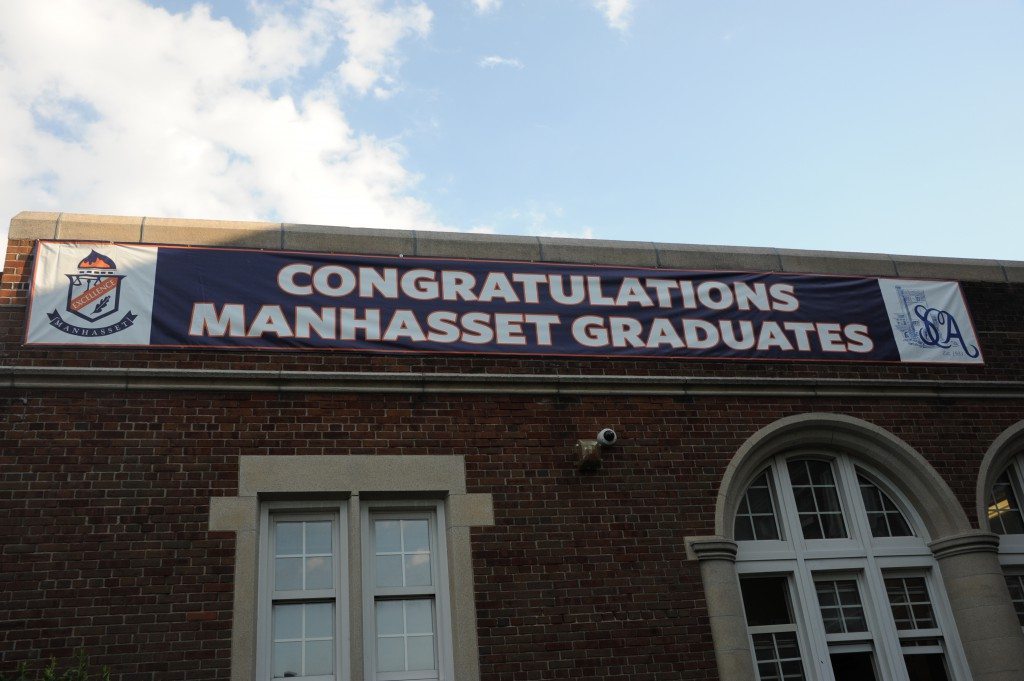 CONGRATULATIONS
MANHASSET GRADUATES
EXCELLENCE
MANHASSET
SCA